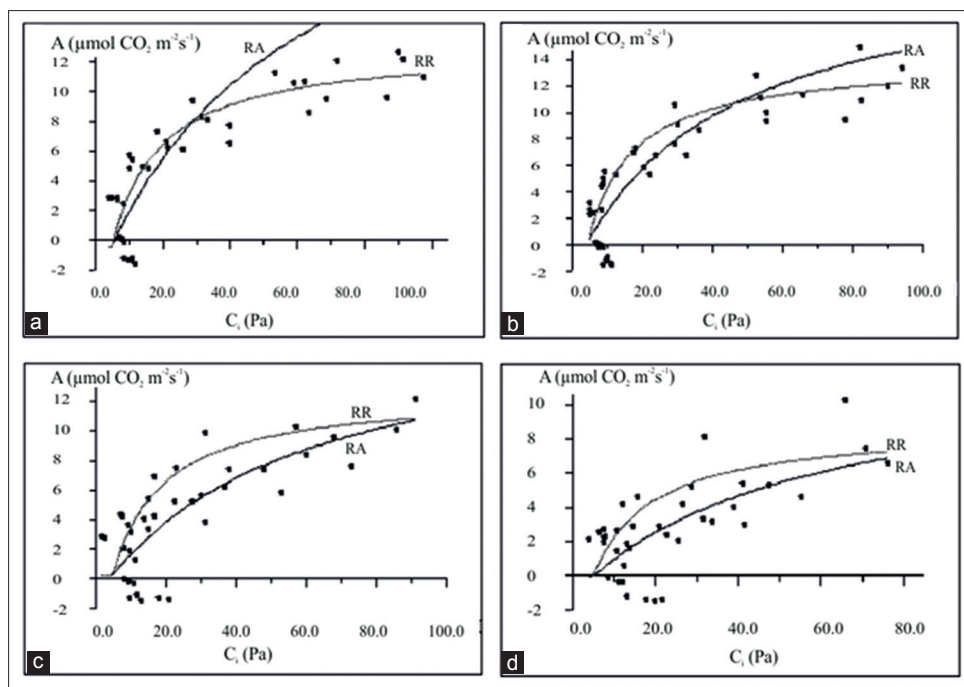 A (μmol CO₂ m⁻²s⁻¹)
RA
RR
12
10
8
6
4
2
0
-2
0.0 20.0 40.0 60.0 80.0 100.0
Cᵢ (Pa)
a
A (μmol CO₂ m⁻²s⁻¹)
RA
RR
14
12
10
8
6
4
2
0
-2
0.0 20.0 40.0 60.0 80.0 100.0
Cᵢ (Pa)
b
A (μmol CO₂ m⁻²s⁻¹)
RR
RA
12
10
8
6
4
2
0
-2
0.0 20.0 40.0 60.0 80.0 100.0
Cᵢ (Pa)
c
A (μmol CO₂ m⁻²s⁻¹)
RR
RA
10
8
6
4
2
0
-2
0.0 20.0 40.0 60.0 80.0
Cᵢ (Pa)
d